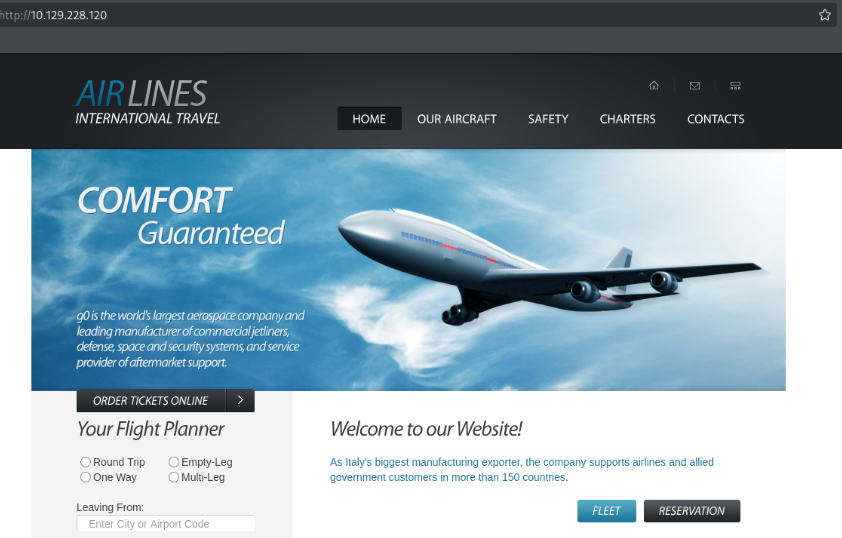 http://10.129.228.120
AIRLINES
INTERNATIONAL TRAVEL
HOME
OUR AIRCRAFT
SAFETY
CHARTERS
CONTACTS
COMFORT
Guaranteed
g0 is the world's largest aerospace company and
leading manufacturer of commercial jetliners,
defense, space and security systems, and service
provider of aftermarket support.
ORDER TICKETS ONLINE
Your Flight Planner
Round Trip
Empty-Leg
One Way
Multi-Leg
Leaving From:
Enter City or Airport Code
Welcome to our Website!
As Italy's biggest manufacturing exporter, the company supports airlines and allied
government customers in more than 150 countries.
FLEET
RESERVATION